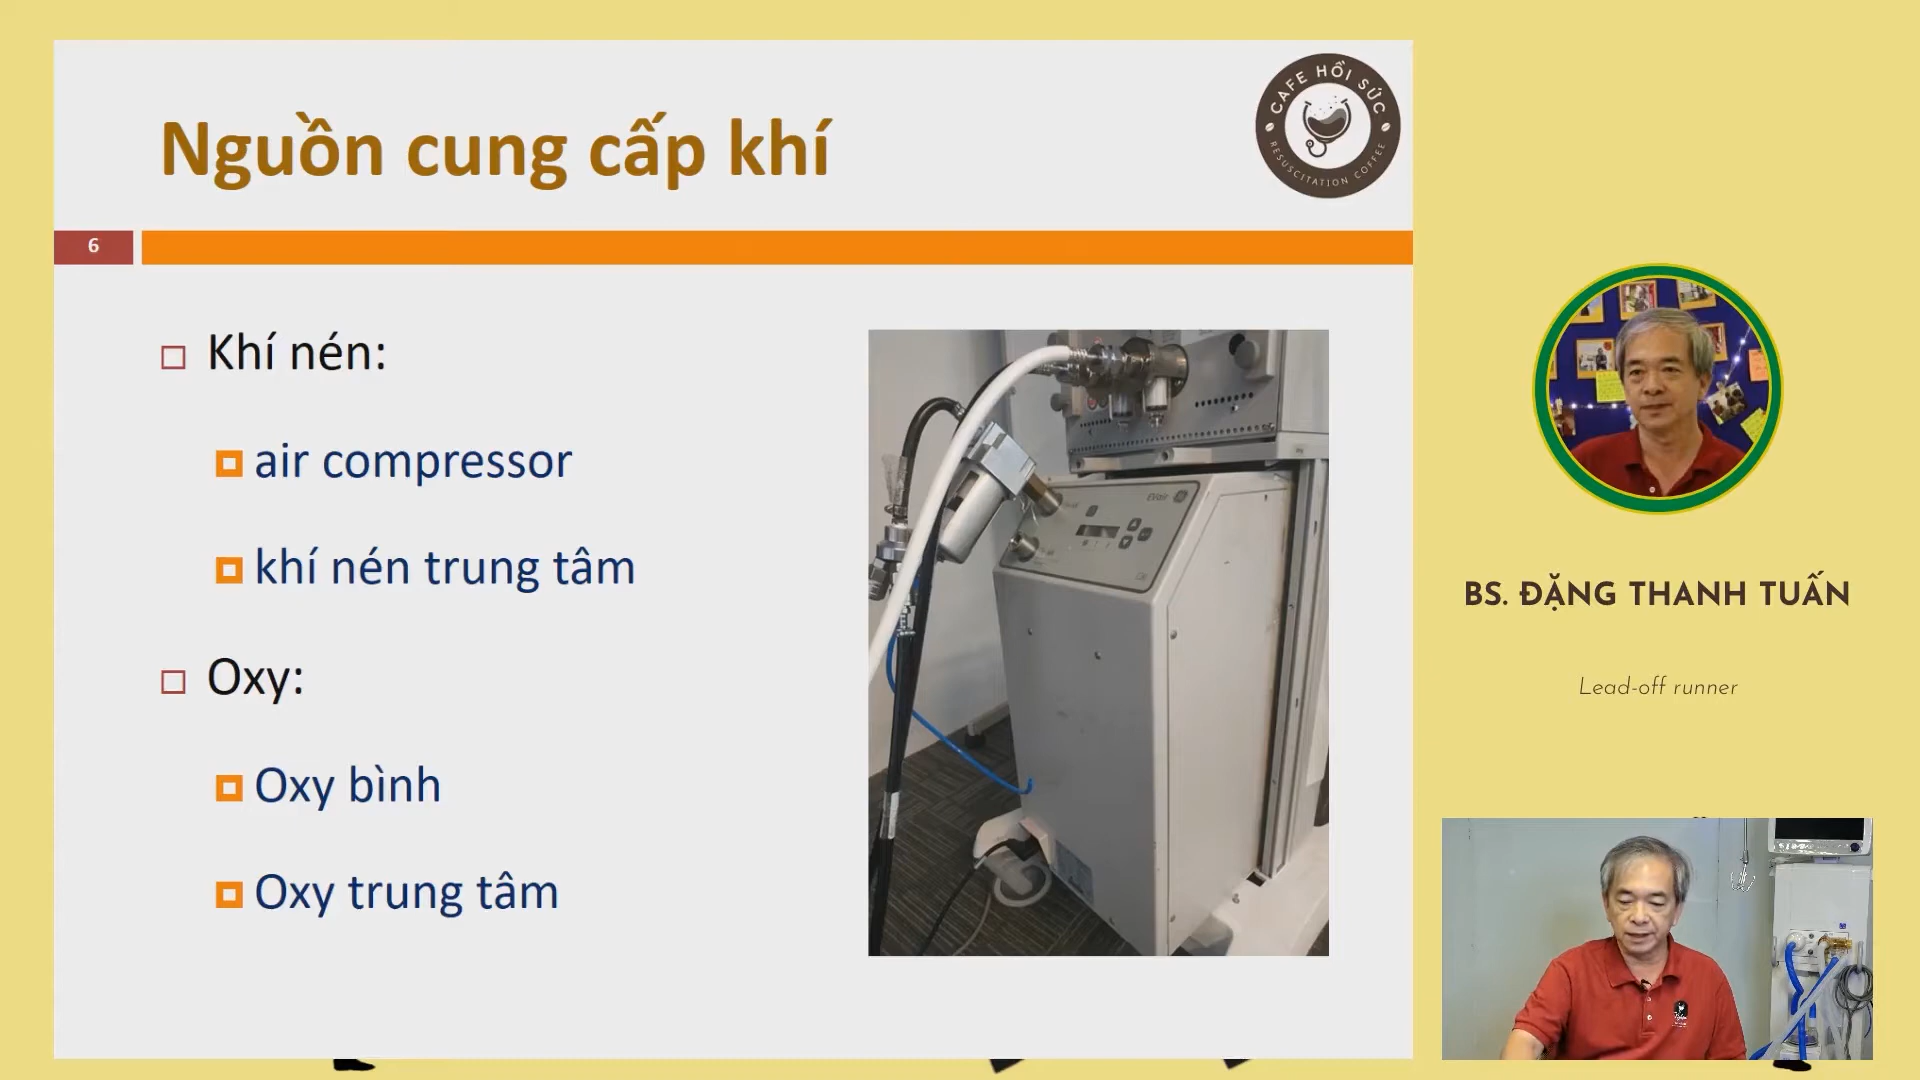 Nguồn cung cấp khí
CAFE HỒI SỨC
RESUSCITATION COFFEE
6
Khí nén:
air compressor
khí nén trung tâm
Oxy:
Oxy bình
Oxy trung tâm
EVair
BS. ĐẶNG THANH TUẤN
Lead-off runner